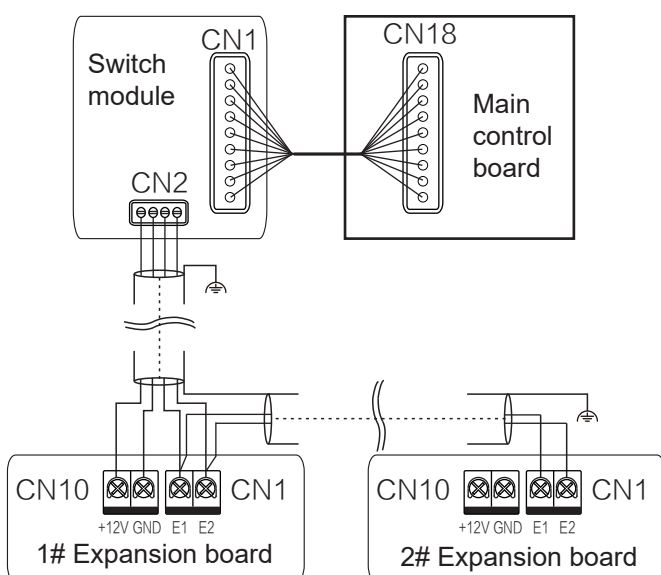 CN1
CN18
Switch
module
Main
control
board
CN2
CN10
CN1
+12V GND E1 E2
1# Expansion board
CN10
CN1
+12V GND E1 E2
2# Expansion board